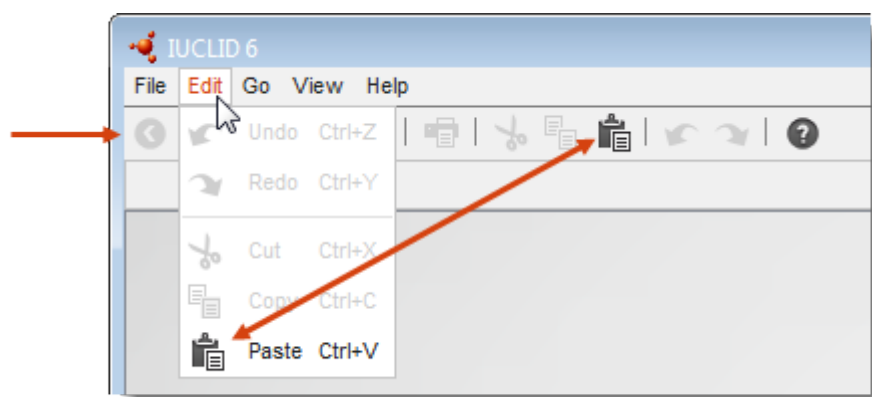 IUCLID 6
File Edit Go View Help
Undo Ctrl+Z
Redo Ctrl+Y
Cut Ctrl+X
Copy Ctrl+C
Paste Ctrl+V